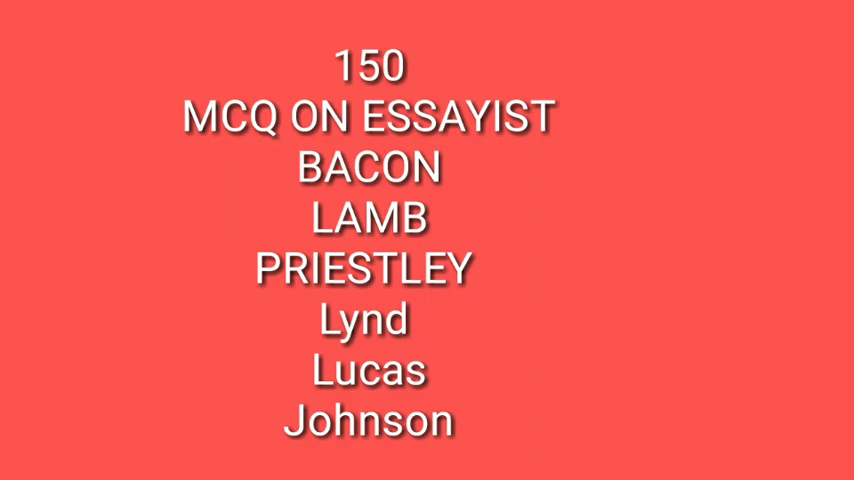 150
MCQ ON ESSAYIST
BACON
LAMB
PRIESTLEY
Lynd
Lucas
Johnson